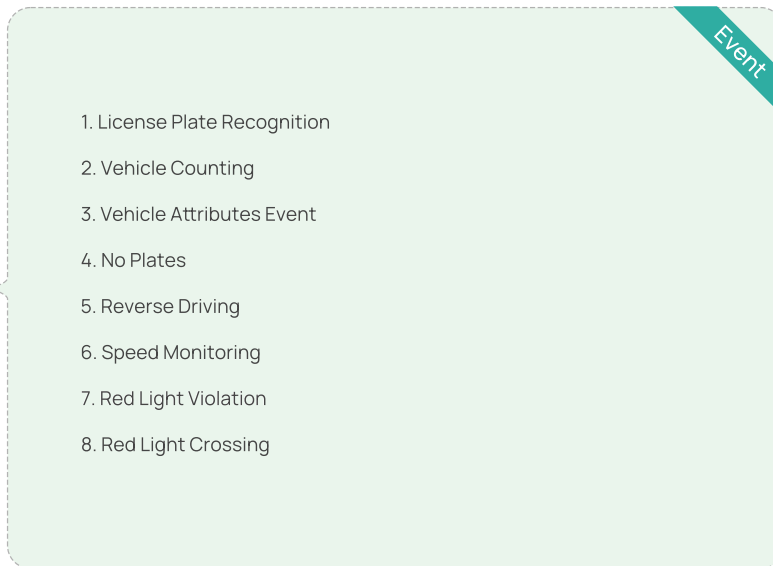 Event
1. License Plate Recognition
2. Vehicle Counting
3. Vehicle Attributes Event
4. No Plates
5. Reverse Driving
6. Speed Monitoring
7. Red Light Violation
8. Red Light Crossing